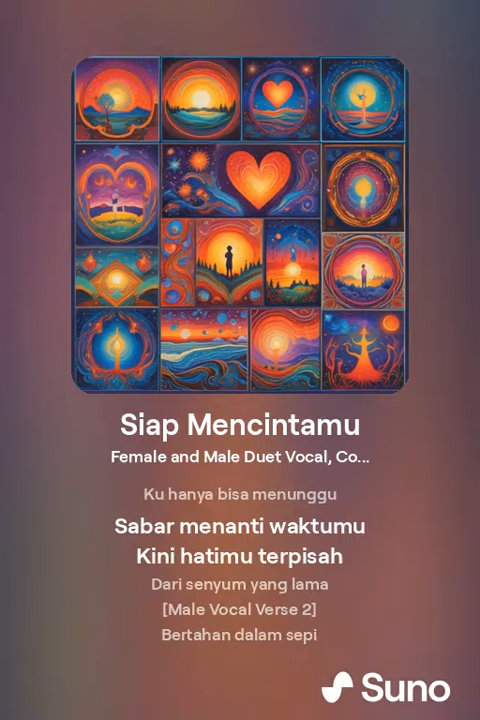 Siap Mencintamu
Female and Male Duet Vocal, Co...
Ku hanya bisa menunggu
Sabar menanti waktumu
Kini hatimu terpisah
Dari senyum yang lama
[Male Vocal Verse 2]
Bertahan dalam sepi
Suno